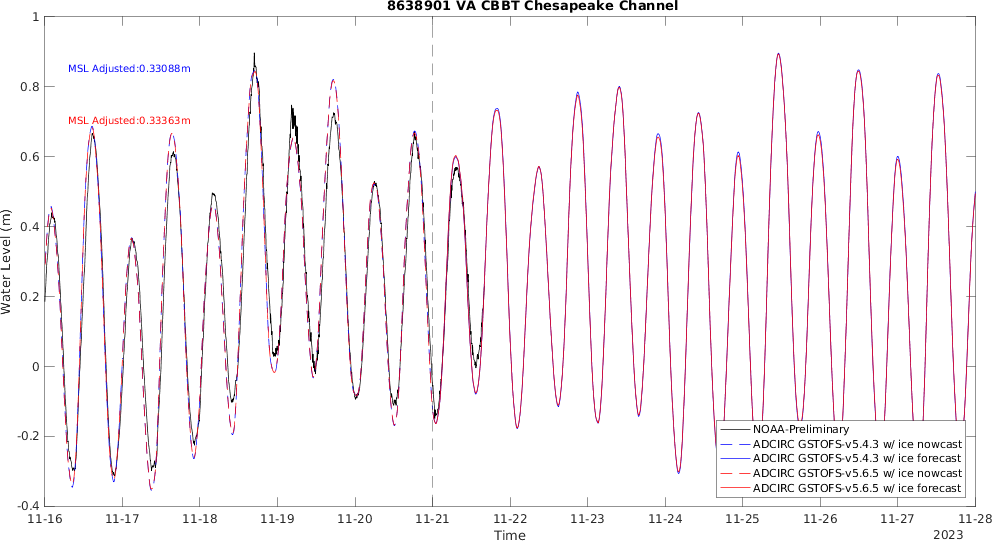 8638901 VA CBBT Chesapeake Channel
MSL Adjusted:0.33088m
MSL Adjusted:0.33363m
Water Level (m)
1
0.8
0.6
0.4
0.2
0
-0.2
-0.4
NOAA-Preliminary
ADCIRC GSTOFS-v5.4.3 w/ ice nowcast
ADCIRC GSTOFS-v5.4.3 w/ ice forecast
ADCIRC GSTOFS-v5.6.5 w/ ice nowcast
ADCIRC GSTOFS-v5.6.5 w/ ice forecast
11-16 11-17 11-18 11-19 11-20 11-21 11-22 11-23 11-24 11-25 11-26 11-27 11-28
Time
2023